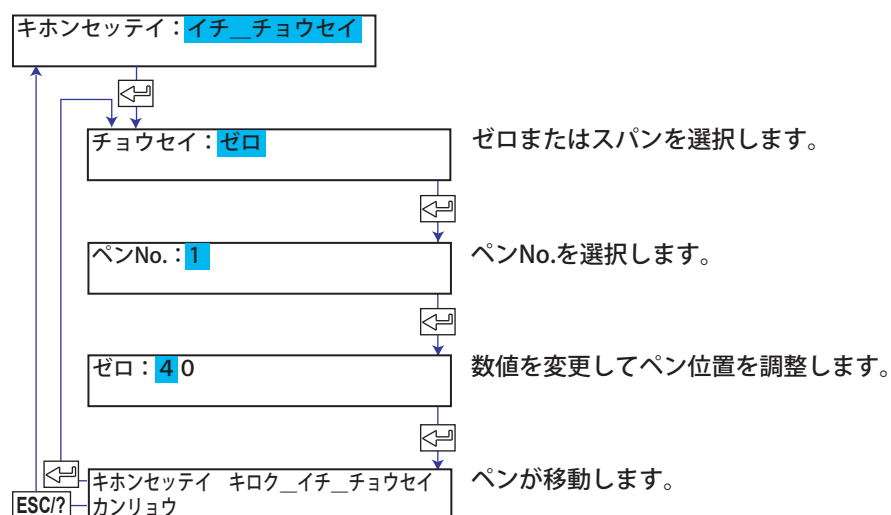 キホンセッテイ：イチ＿チョウセイ
チョウセイ：ゼロ
ゼロまたはスパンを選択します。
ペンNo.：1
ペンNo.を選択します。
ゼロ：40
数値を変更してペン位置を調整します。
キホンセッテイ　キロク＿イチ＿チョウセイ
カンリョウ
ペンが移動します。
ESC/?